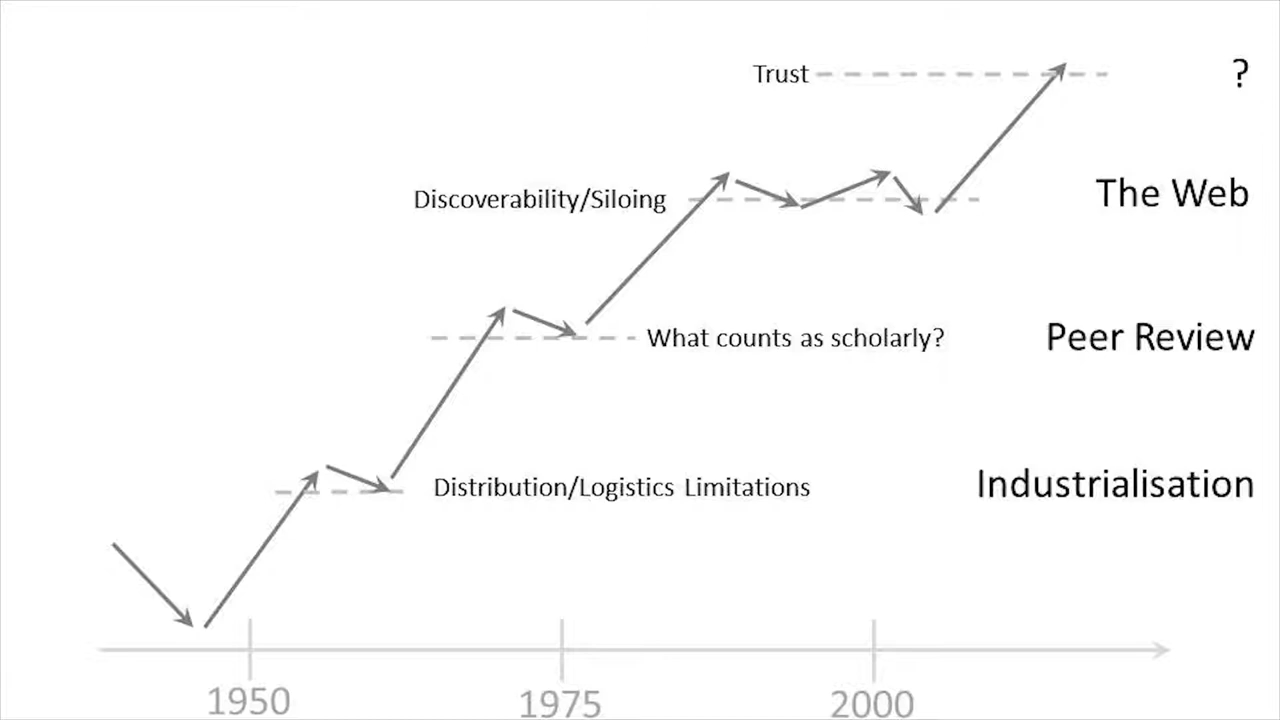 Trust
?
Discoverability/Siloing
The Web
What counts as scholarly?
Peer Review
Distribution/Logistics Limitations
Industrialisation
1950
1975
2000